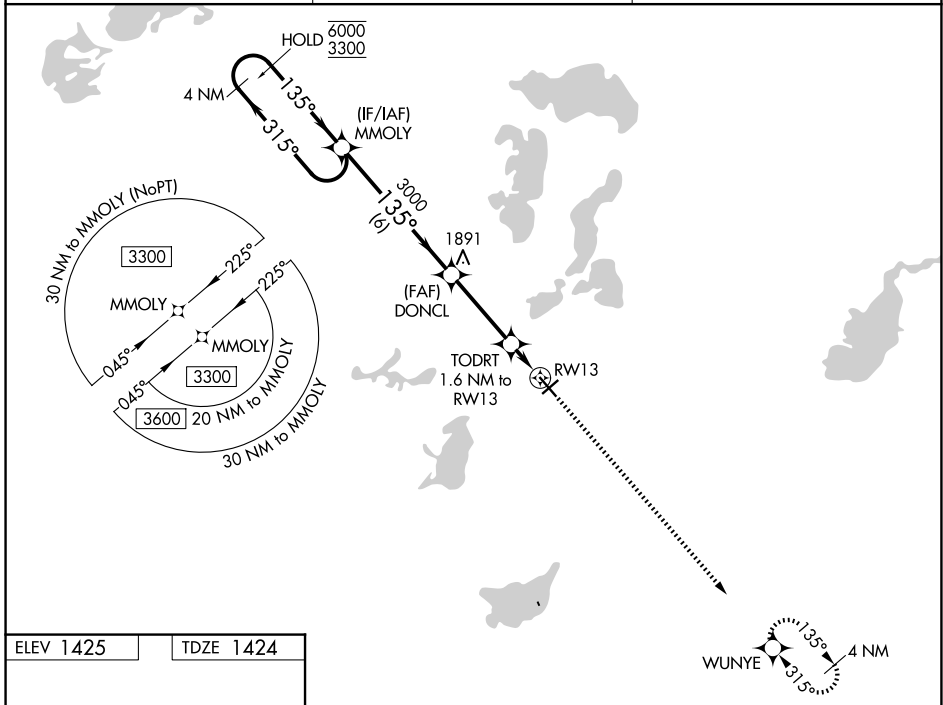 HOLD 6000
3300
4 NM
135°
315°
(IF/IAF)
MMOLY
3000
135°
(6)
1891
(FAF)
DONCL
TODRT
1.6 NM to
RW13
RW13
30 NM to MMOLY (NoPT)
3300
225°
MMOLY
045°
225°
MMOLY
045°
3300
3600
20 NM to MMOLY
30 NM to MMOLY
WUNYE
135°
315°
4 NM
ELEV 1425
TDZE 1424